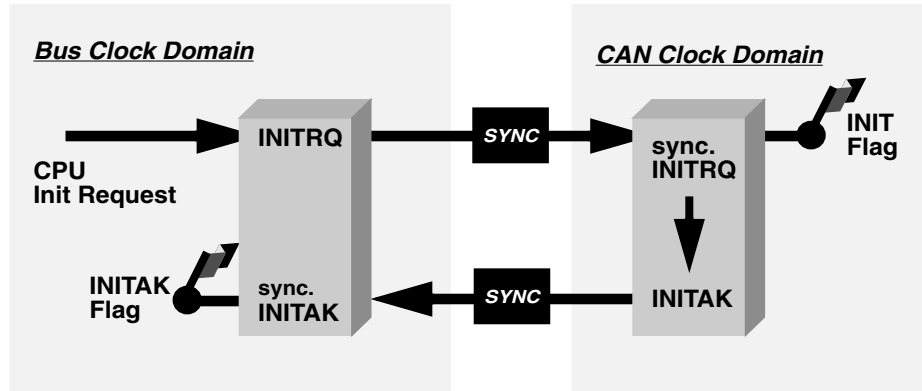 Bus Clock Domain
CAN Clock Domain
INITRQ
SYNC
sync.
INITRQ
INIT
Flag
CPU
Init Request
INITAK
Flag
sync.
INITAK
SYNC
INITAK